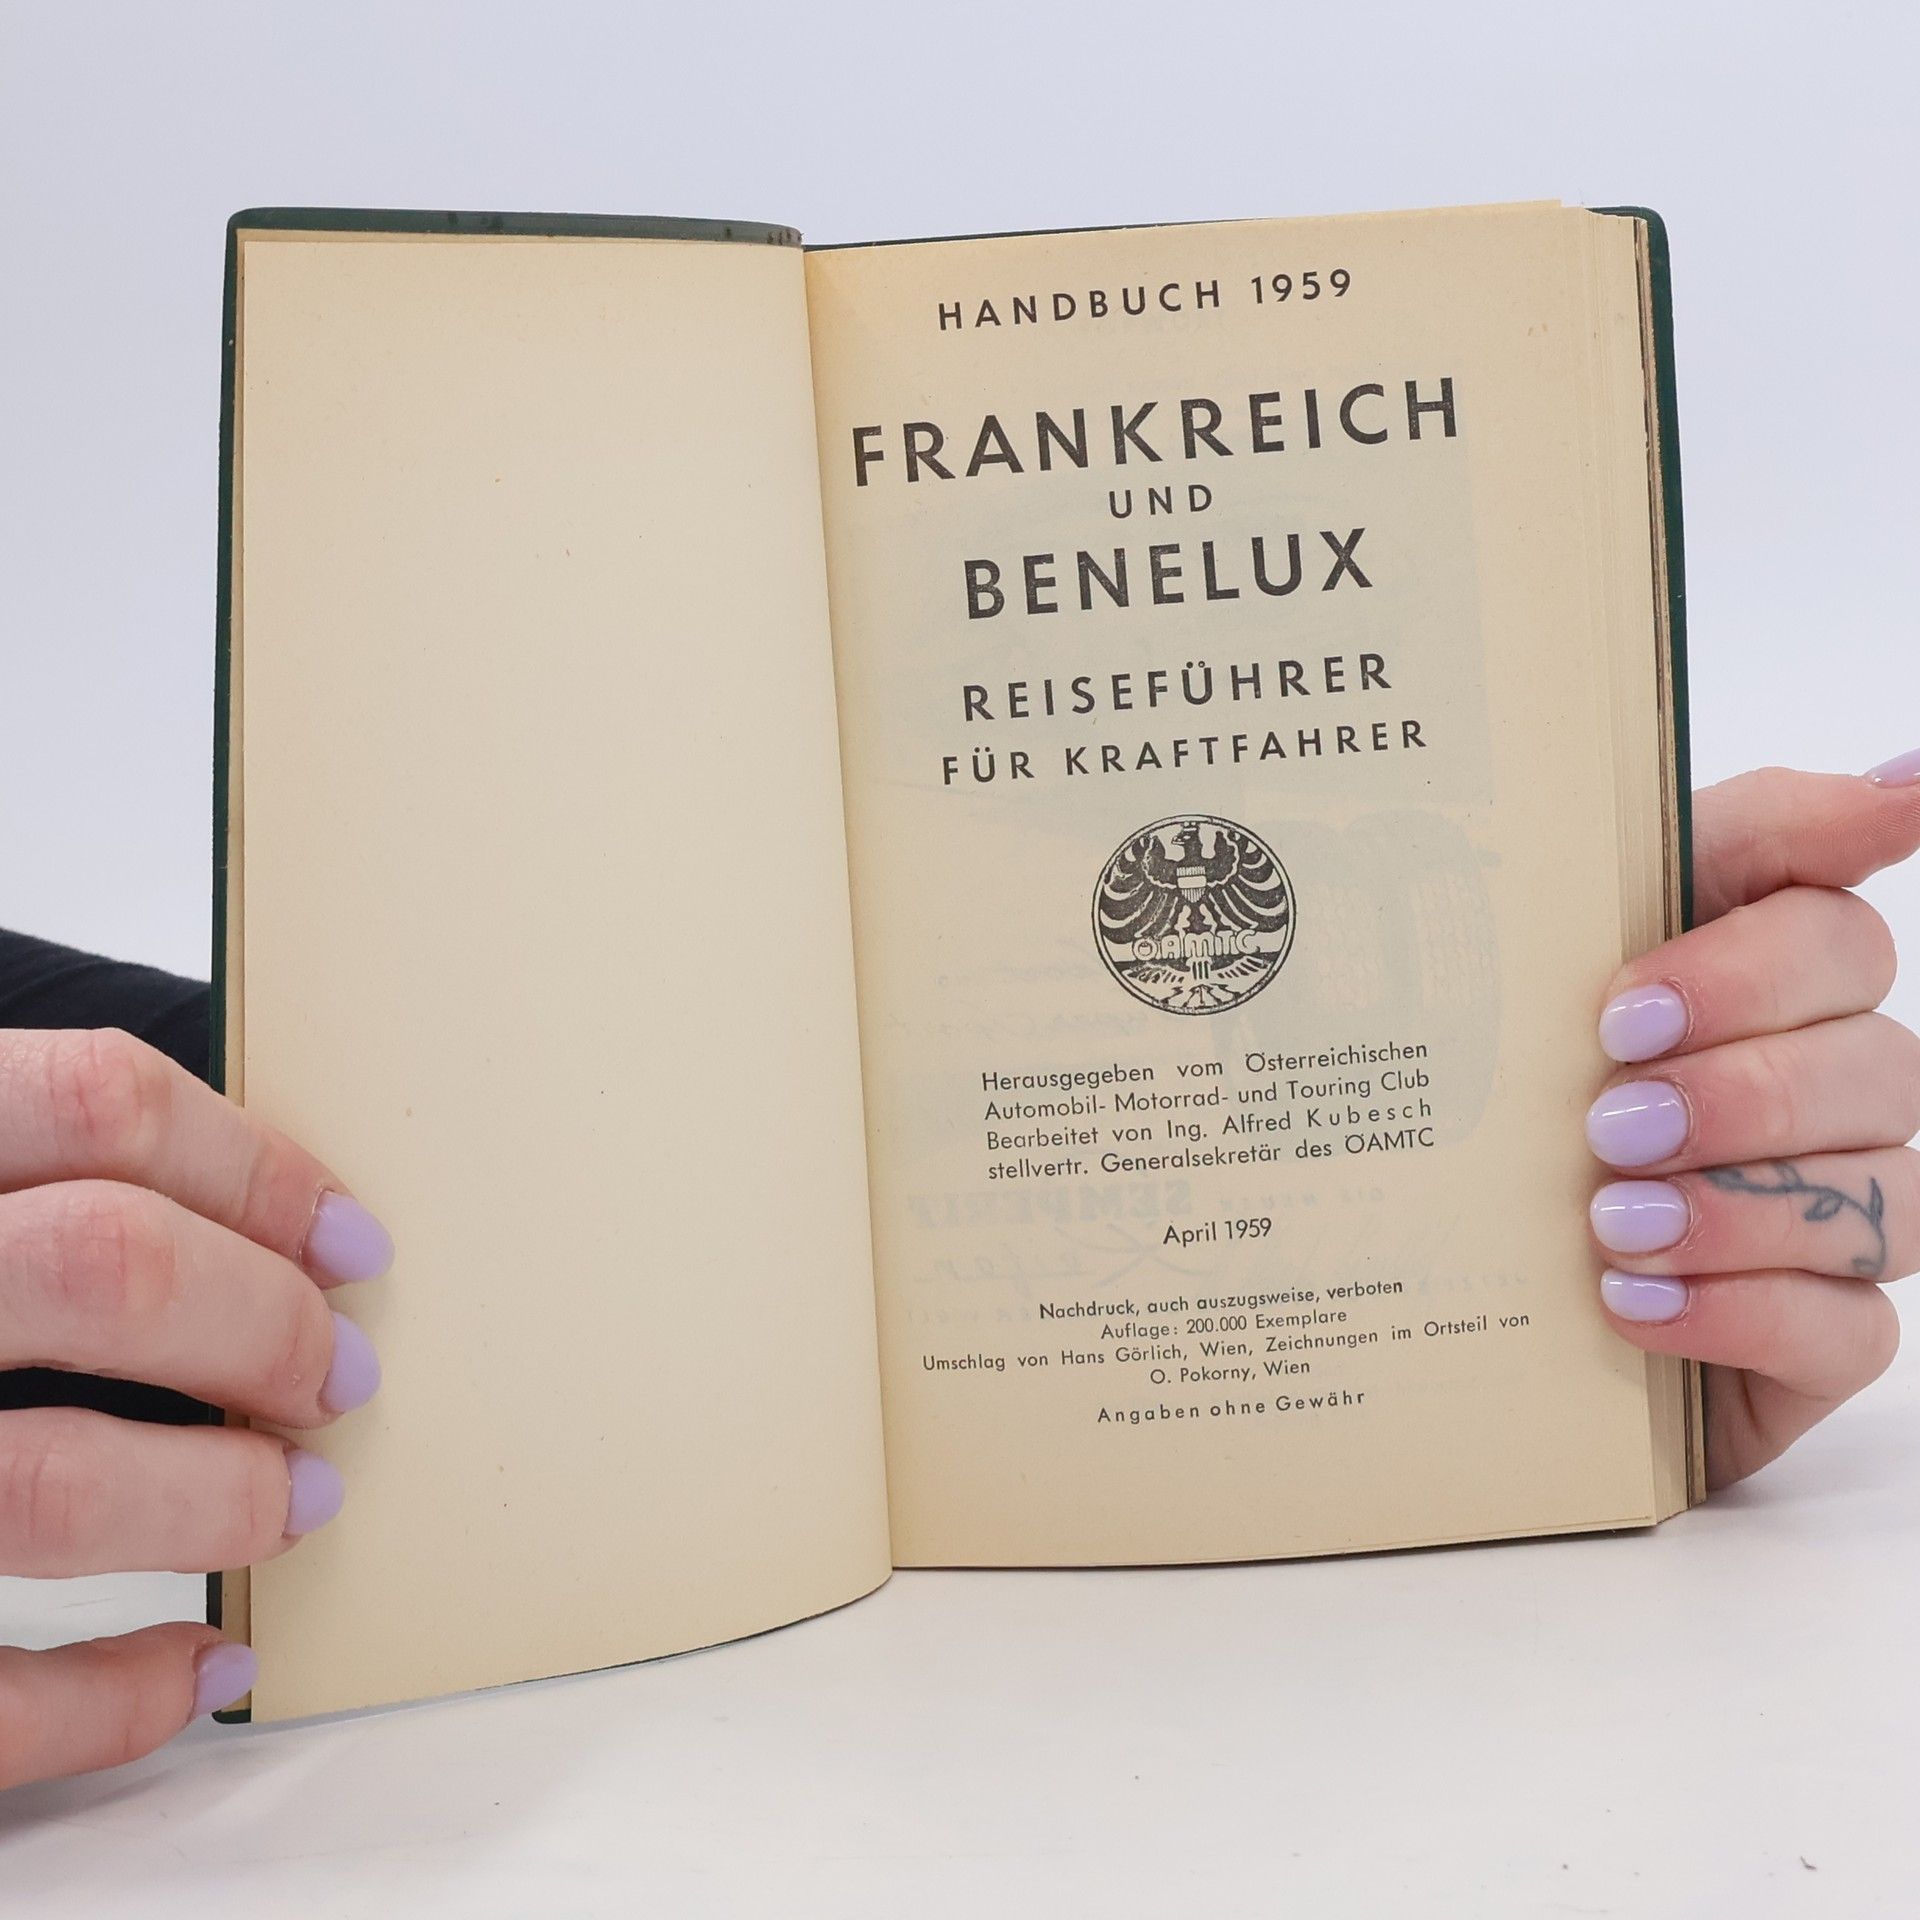 HANDBUCH 1959
FRANKREICH
UND
BENELUX
REISEFÜHRER
FÜR KRAFTFAHRER
ÖAMTC
Herausgegeben vom Österreichischen
Automobil- Motorrad- und Touring Club
Bearbeitet von Ing. Alfred Kubesch
stellvertr. Generalsekretär des ÖAMTC
April 1959
Nachdruck, auch auszugsweise, verboten
Auflage: 200.000 Exemplare
Umschlag von Hans Görlich, Wien, Zeichnungen im Ortsteil von
O. Pokorny, Wien
Angaben ohne Gewähr